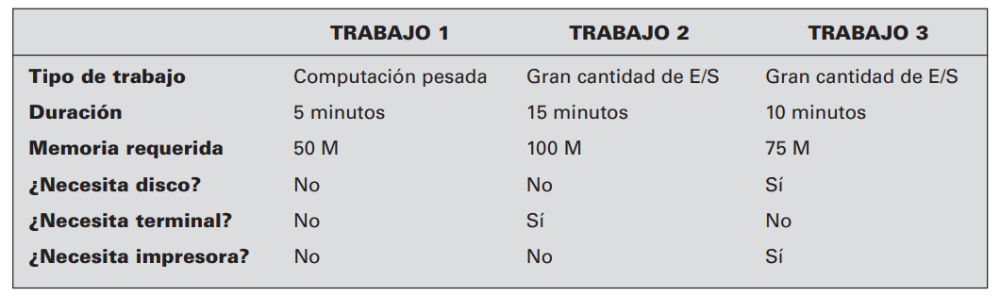 TRABAJO 1 TRABAJO 2 TRABAJO 3
Tipo de trabajo Computación pesada Gran cantidad de E/S Gran cantidad de E/S
Duración 5 minutos 15 minutos 10 minutos
Memoria requerida 50 M 100 M 75 M
¿Necesita disco? No No Sí
¿Necesita terminal? No Sí No
¿Necesita impresora? No No Sí